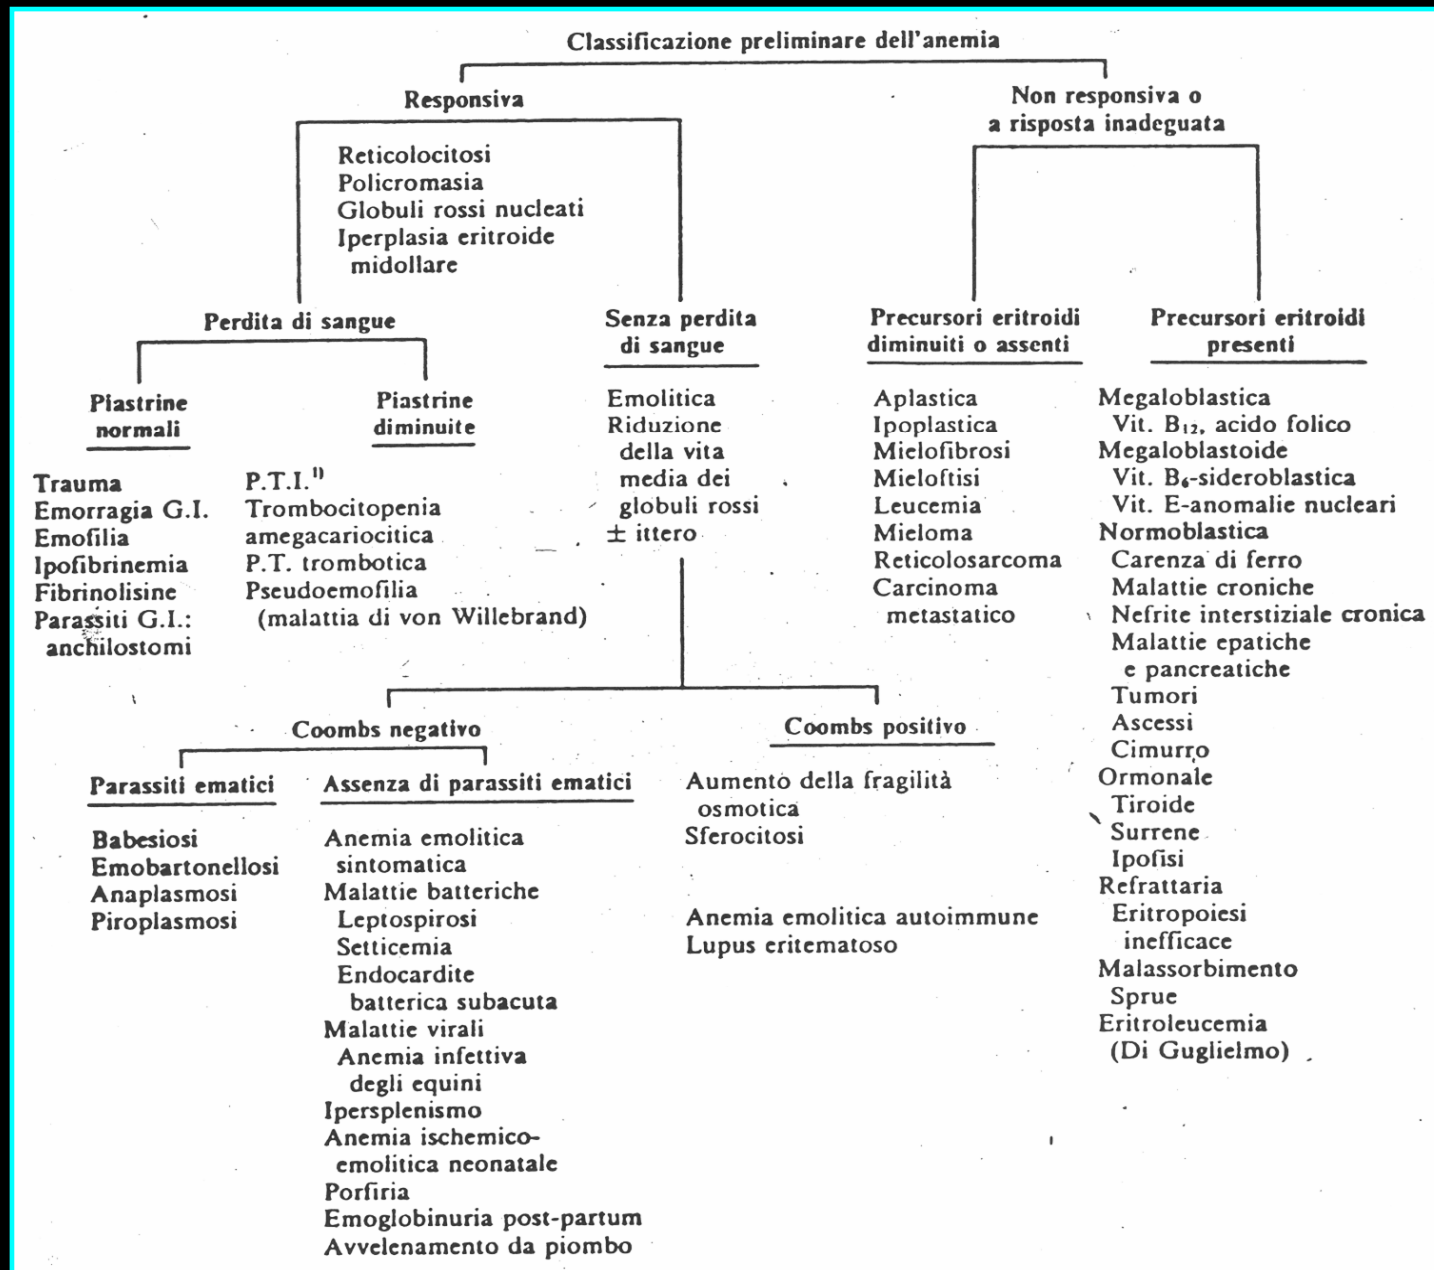 Classificazione preliminare dell'anemia
Responsiva
Non responsiva o
a risposta inadeguata
Reticolocitosi
Policromasia
Globuli rossi nucleati
Iperplasia eritroide
midollare
Perdita di sangue
Senza perdita
di sangue
Precursori eritroidi
diminuiti o assenti
Precursori eritroidi
presenti
Piastrine
normali
Piastrine
diminuite
Trauma
Emorragia G.I.
Emofilia
Ipofibrinemia
Fibrinolisine
Parassiti G.I.:
anchilostomi
P.T.I.¹⁾
Trombocitopenia
amegacariocitica
P.T. trombotica
Pseudoemofilia
(malattia di von Willebrand)
Emolitica
Riduzione
della vita
media dei
globuli rossi
± ittero
Aplastica
Ipoplastica
Mielofibrosi
Mieloftisi
Leucemia
Mieloma
Reticolosarcoma
Carcinoma
metastatico
Megaloblastica
Vit. B₁₂, acido folico
Megaloblastoide
Vit. B₆-sideroblastica
Vit. E-anomalie nucleari
Normoblastica
Carenza di ferro
Malattie croniche
Nefrite interstiziale cronica
Malattie epatiche
e pancreatiche
Tumori
Ascessi
Cimurro
Ormonale
Tiroide
Surrene
Ipofisi
Refrattaria
Eritropoiesi
inefficace
Malassorbimento
Sprue
Eritroleucemia
(Di Guglielmo)
Coombs negativo
Coombs positivo
Parassiti ematici
Assenza di parassiti ematici
Babesiosi
Emobartonellosi
Anaplasmosi
Piroplasmosi
Anemia emolitica
sintomatica
Malattie batteriche
Leptospirosi
Setticemia
Endocardite
batterica subacuta
Malattie virali
Anemia infettiva
degli equini
Ipersplenismo
Anemia ischemico-
emolitica neonatale
Porfiria
Emoglobinuria post-partum
Avvelenamento da piombo
Aumento della fragilità
osmotica
Sferocitosi
Anemia emolitica autoimmune
Lupus eritematoso